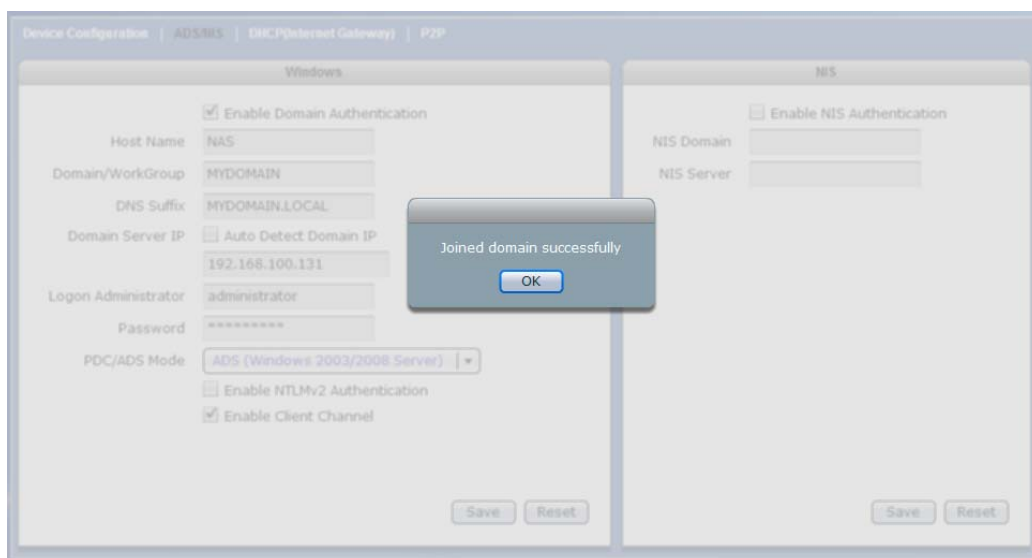 Device Configuration | ADS/NIS | DHCP(Internet Gateway) | P2P
Windows
Enable Domain Authentication
Host Name NAS
Domain/WorkGroup MYDOMAIN
DNS Suffix MYDOMAIN.LOCAL
Domain Server IP Auto Detect Domain IP
192.168.100.131
Logon Administrator administrator
Password *********
PDC/ADS Mode ADS (Windows 2003/2008 Server)
Enable NTLMv2 Authentication
Enable Client Channel
Save Reset
NIS
Enable NIS Authentication
NIS Domain
NIS Server
Save Reset
Joined domain successfully
OK